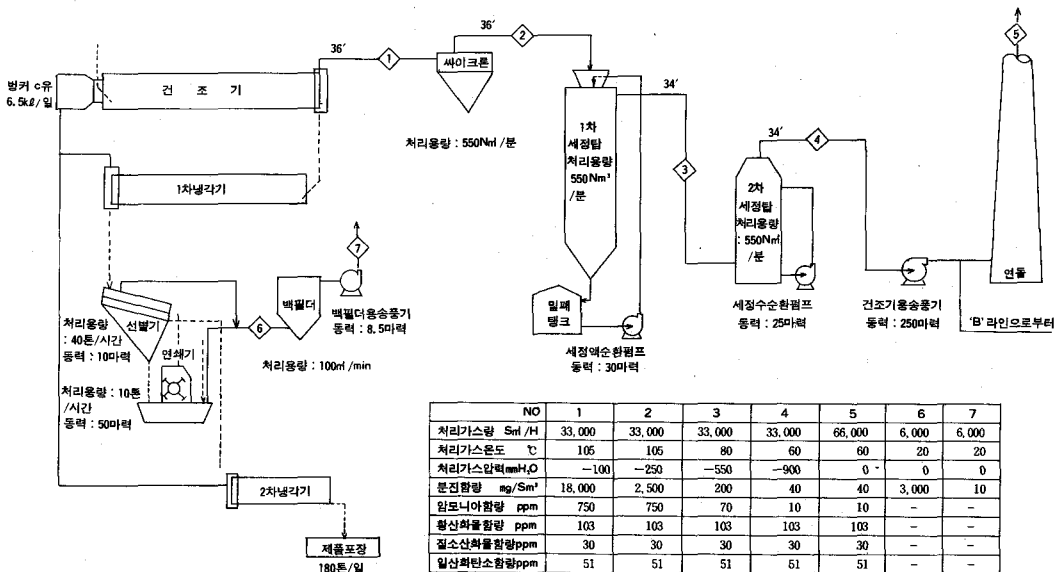 36′
36′
1
2
5
싸이크론
벙커 c유
6.5kℓ/일
건 조 기
처리용량 : 550N㎥/분
34′
1차
세정탑
처리용량
550Nm³
/분
34′
4
3
1차냉각기
2차
세정탑
처리용량
: 550N㎥
/분
연돌
7
백필더
백필더용송풍기
동력 : 8.5마력
6
처리용량 : 100㎥/min
선별기
처리용량 :
40톤/시간
동력 : 10마력
연쇄기
처리용량 : 10톤
/시간
동력 : 50마력
밀폐
탱크
세정액순환펌프
동력 : 30마력
세정수순환펌프
동력 : 25마력
건조기용송풍기
동력 : 250마력
'B' 라인으로부터
2차냉각기
제품포장
180톤/일
NO 1 2 3 4 5 6 7
처리가스량 S㎥/H 33,000 33,000 33,000 33,000 66,000 6,000 6,000
처리가스온도 ℃ 105 105 80 60 60 20 20
처리가스압력mmH₂O −100 −250 −550 −900 0 0 0
분진함량 mg/Sm³ 18,000 2,500 200 40 40 3,000 10
암모니아함량 ppm 750 750 70 10 10 − −
황산화물함량 ppm 103 103 103 103 103 − −
질소산화물함량ppm 30 30 30 30 30 − −
일산화탄소함량ppm 51 51 51 51 51 − −